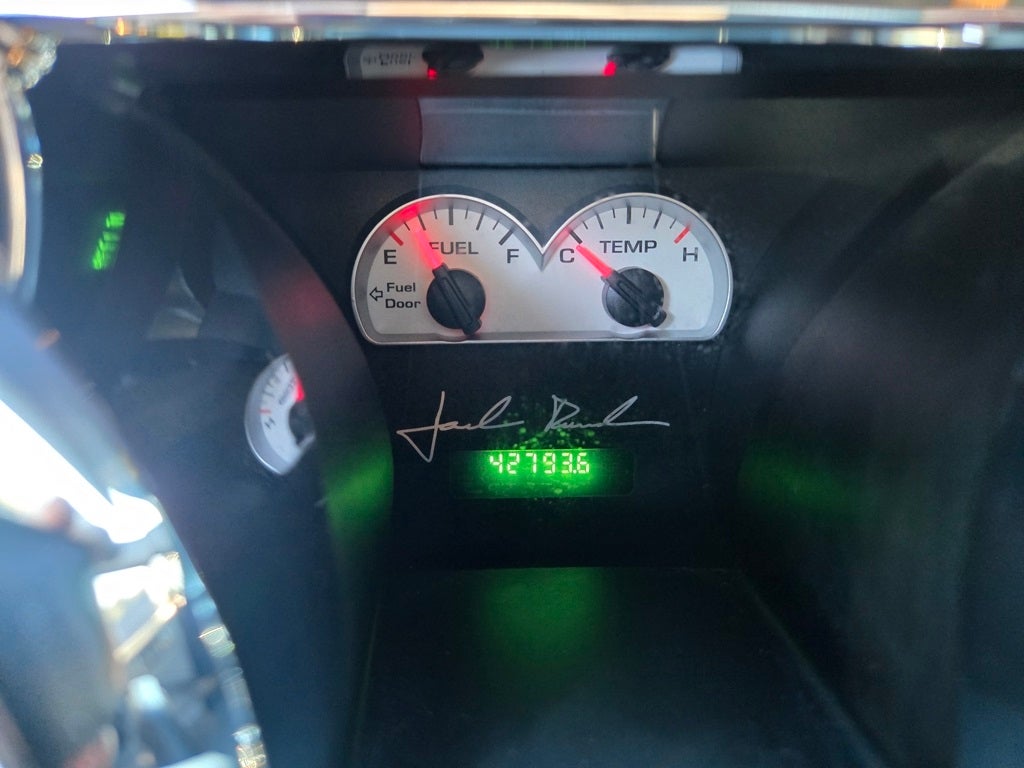 FUEL TEMP
E F C H
Fuel
Door
42793.6